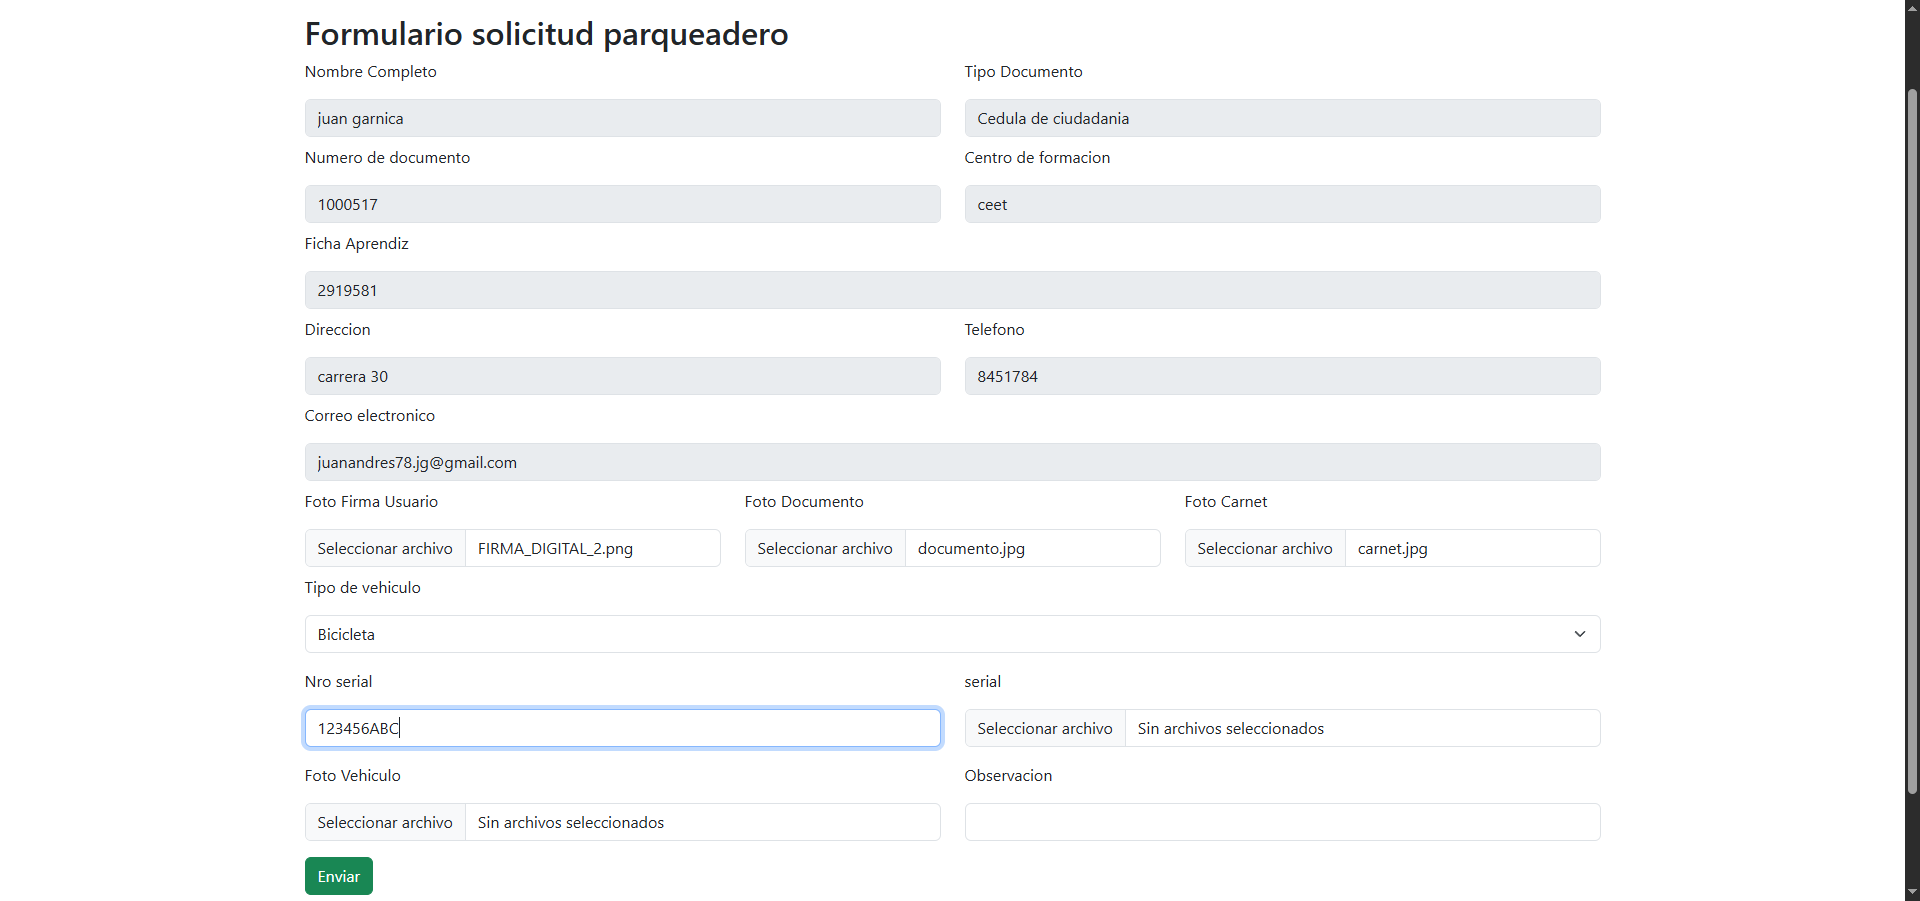 Formulario solicitud parqueadero
Nombre Completo
Tipo Documento
juan garnica
Cedula de ciudadania
Numero de documento
Centro de formacion
1000517
ceet
Ficha Aprendiz
2919581
Direccion
Telefono
carrera 30
8451784
Correo electronico
juanandres78.jg@gmail.com
Foto Firma Usuario
Foto Documento
Foto Carnet
Seleccionar archivo FIRMA_DIGITAL_2.png
Seleccionar archivo documento.jpg
Seleccionar archivo carnet.jpg
Tipo de vehiculo
Bicicleta
Nro serial
serial
123456ABC
Seleccionar archivo Sin archivos seleccionados
Foto Vehiculo
Observacion
Seleccionar archivo Sin archivos seleccionados
Enviar